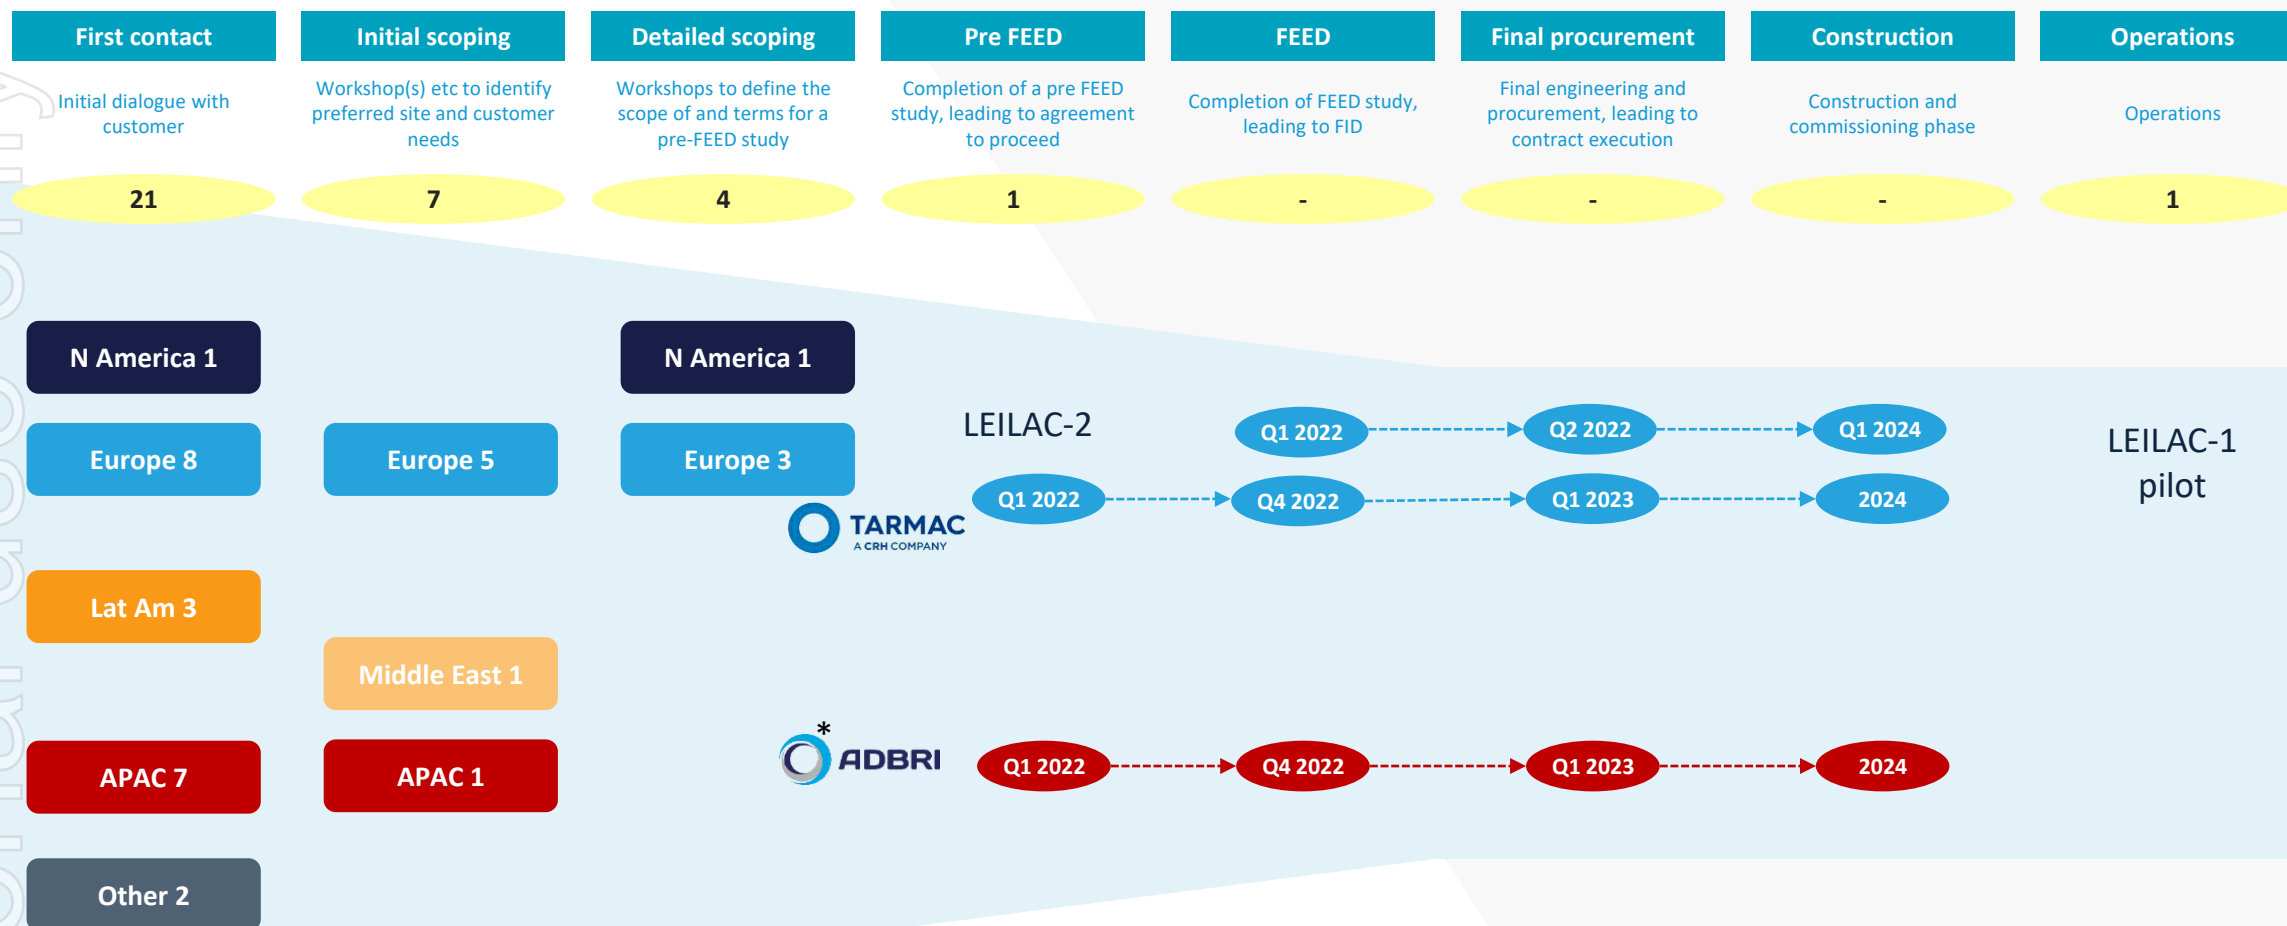 First contact
Initial scoping
Detailed scoping
Pre FEED
FEED
Final procurement
Construction
Operations
Initial dialogue with
customer
Workshop(s) etc to identify
preferred site and customer
needs
Workshops to define the
scope of and terms for a
pre-FEED study
Completion of a pre FEED
study, leading to agreement
to proceed
Completion of FEED study,
leading to FID
Final engineering and
procurement, leading to
contract execution
Construction and
commissioning phase
Operations
21
7
4
1
-
-
-
1
N America 1
N America 1
Europe 8
Europe 5
Europe 3
LEILAC-2
Q1 2022
Q2 2022
Q1 2024
LEILAC-1
pilot
TARMAC
A CRH COMPANY
Q1 2022
Q4 2022
Q1 2023
2024
Lat Am 3
Middle East 1
APAC 7
APAC 1
*
ADBRI
Q1 2022
Q4 2022
Q1 2023
2024
Other 2